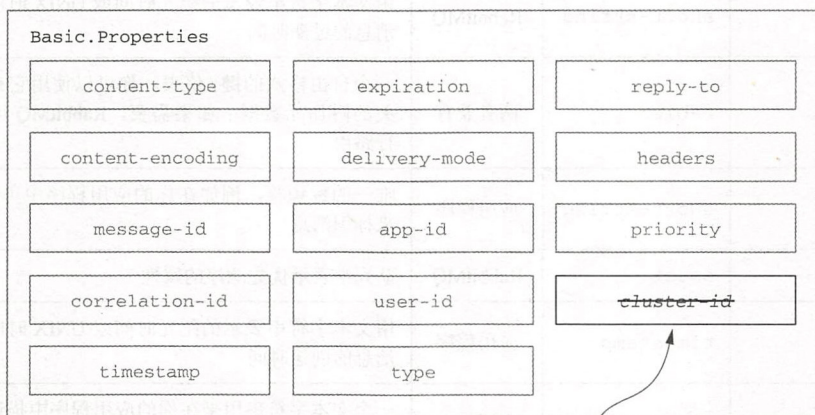 Basic.Properties
content-type
expiration
reply-to
content-encoding
delivery-mode
headers
message-id
app-id
priority
correlation-id
user-id
cluster-id
timestamp
type